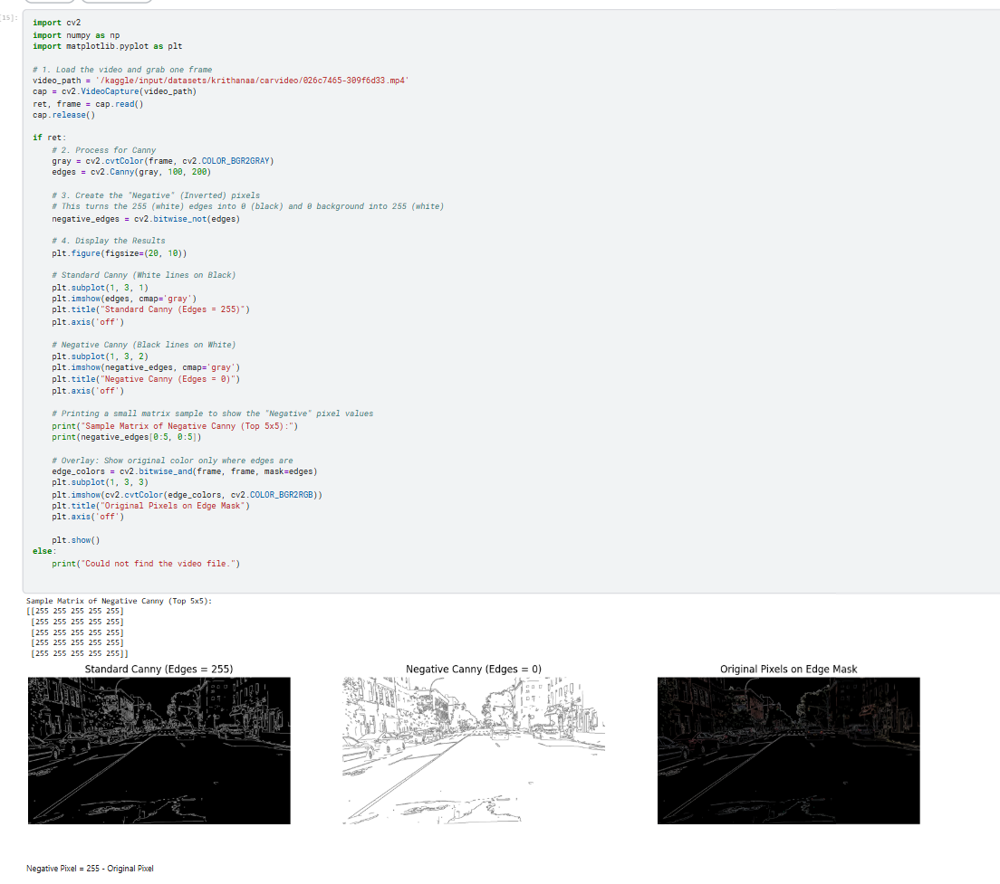 [15]:
import cv2
import numpy as np
import matplotlib.pyplot as plt
# 1. Load the video and grab one frame
video_path = '/kaggle/input/datasets/krithanaa/carvideo/026c7465-309f6d33.mp4'
cap = cv2.VideoCapture(video_path)
ret, frame = cap.read()
cap.release()
if ret:
    # 2. Process for Canny
    gray = cv2.cvtColor(frame, cv2.COLOR_BGR2GRAY)
    edges = cv2.Canny(gray, 100, 200)
    # 3. Create the "Negative" (Inverted) pixels
    # This turns the 255 (white) edges into 0 (black) and 0 background into 255 (white)
    negative_edges = cv2.bitwise_not(edges)
    # 4. Display the Results
    plt.figure(figsize=(20, 10))
    # Standard Canny (White lines on Black)
    plt.subplot(1, 3, 1)
    plt.imshow(edges, cmap='gray')
    plt.title("Standard Canny (Edges = 255)")
    plt.axis('off')
    # Negative Canny (Black lines on White)
    plt.subplot(1, 3, 2)
    plt.imshow(negative_edges, cmap='gray')
    plt.title("Negative Canny (Edges = 0)")
    plt.axis('off')
    # Printing a small matrix sample to show the "Negative" pixel values
    print("Sample Matrix of Negative Canny (Top 5x5):")
    print(negative_edges[0:5, 0:5])
    # Overlay: Show original color only where edges are
    edge_colors = cv2.bitwise_and(frame, frame, mask=edges)
    plt.subplot(1, 3, 3)
    plt.imshow(cv2.cvtColor(edge_colors, cv2.COLOR_BGR2RGB))
    plt.title("Original Pixels on Edge Mask")
    plt.axis('off')
    plt.show()
else:
    print("Could not find the video file.")
Sample Matrix of Negative Canny (Top 5x5):
[[255 255 255 255 255]
 [255 255 255 255 255]
 [255 255 255 255 255]
 [255 255 255 255 255]
 [255 255 255 255 255]]
Standard Canny (Edges = 255)
Negative Canny (Edges = 0)
Original Pixels on Edge Mask
Negative Pixel = 255 - Original Pixel